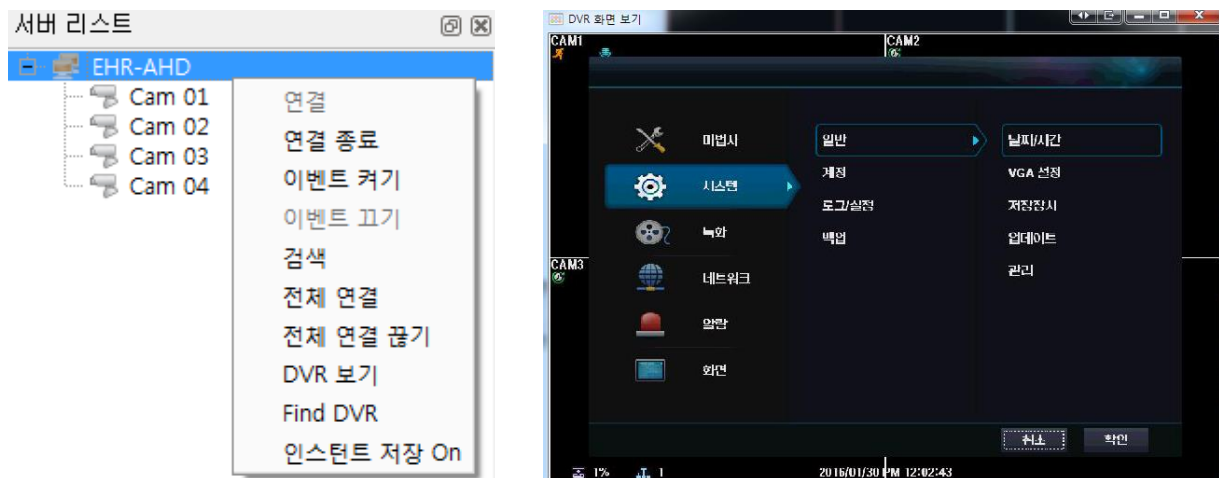 서버 리스트
EHR-AHD
Cam 01
Cam 02
Cam 03
Cam 04
연결
연결 종료
이벤트 켜기
이벤트 끄기
검색
전체 연결
전체 연결 끊기
DVR 보기
Find DVR
인스턴트 저장 On
DVR 화면 보기
CAM1
CAM2
CAM3
마법사
시스템
녹화
네트워크
알람
화면
일반
계정
로그/설정
백업
날짜/시간
VGA 설정
저장장치
업데이트
관리
취소
확인
1%
1
2016/01/30 PM 12:02:43